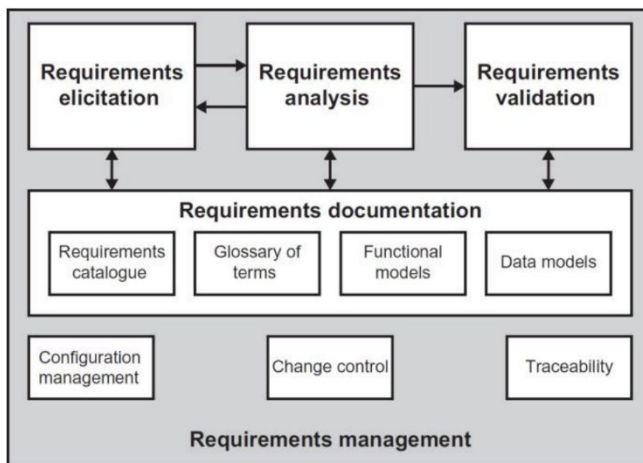 Requirements
elicitation
Requirements
analysis
Requirements
validation
Requirements documentation
Requirements
catalogue
Glossary of
terms
Functional
models
Data models
Configuration
management
Change control
Traceability
Requirements management